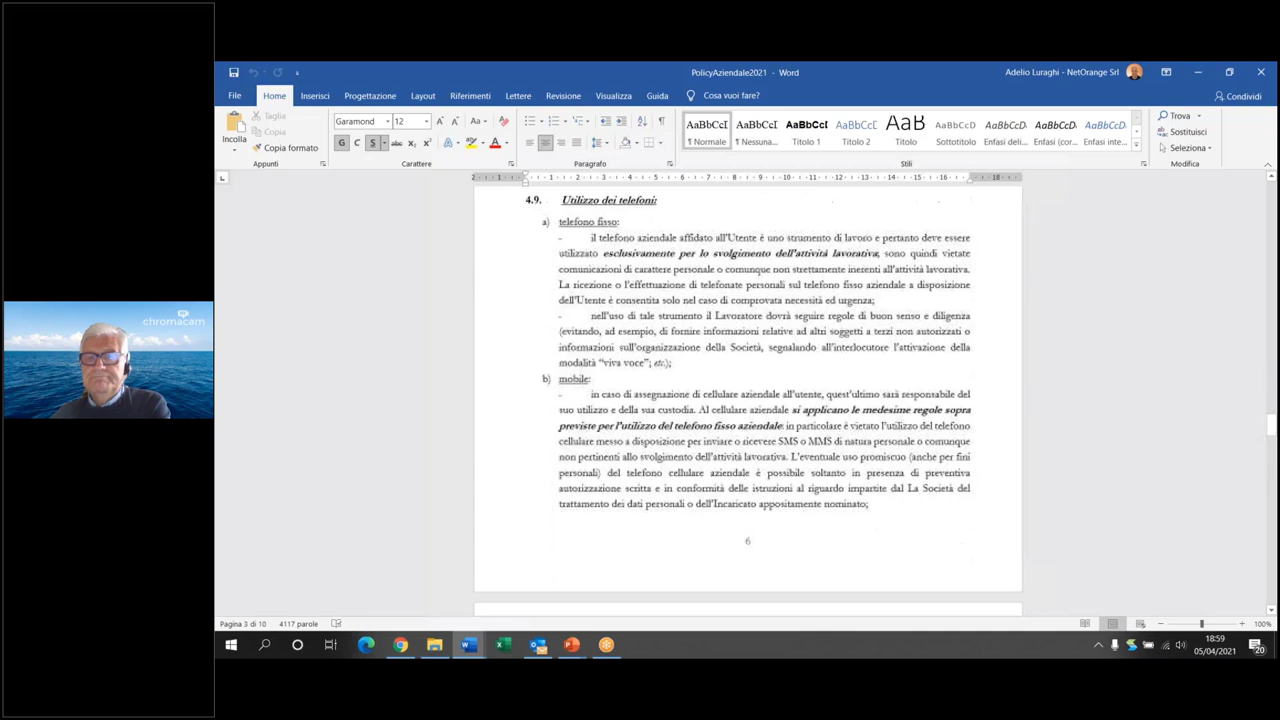 PolicyAziendale2021 - Word
Adelio Luraghi - NetOrange Srl
File Home Inserisci Progettazione Layout Riferimenti Lettere Revisione Visualizza Guida Cosa vuoi fare? Condividi
Incolla
Taglia
Copia
Copia formato
Appunti
Garamond 12
Carattere
Paragrafo
AaBbCcI AaBbCcI AaBbCcI AaBbCcI AaB AaBbCcD AaBbCcD AaBbCcD AaBbCcD
¶ Normale ¶ Nessuna... Titolo 1 Titolo 2 Titolo Sottotitolo Enfasi deli... Enfasi (cor... Enfasi inte...
Stili
Trova
Sostituisci
Seleziona
Modifica
chromacam
4.9. Utilizzo dei telefoni:
a) telefono fisso:
- il telefono aziendale affidato all'Utente è uno strumento di lavoro e pertanto deve essere
utilizzato esclusivamente per lo svolgimento dell'attività lavorativa, sono quindi vietate
comunicazioni di carattere personale o comunque non strettamente inerenti all'attività lavorativa.
La ricezione o l'effettuazione di telefonate personali sul telefono fisso aziendale a disposizione
dell'Utente è consentita solo nel caso di comprovata necessità ed urgenza;
- nell'uso di tale strumento il Lavoratore dovrà seguire regole di buon senso e diligenza
(evitando, ad esempio, di fornire informazioni relative ad altri soggetti a terzi non autorizzati o
informazioni sull'organizzazione della Società, segnalando all'interlocutore l'attivazione della
modalità "viva voce"; etc.);
b) mobile:
- in caso di assegnazione di cellulare aziendale all'utente, quest'ultimo sarà responsabile del
suo utilizzo e della sua custodia. Al cellulare aziendale si applicano le medesime regole sopra
previste per l'utilizzo del telefono fisso aziendale: in particolare è vietato l'utilizzo del telefono
cellulare messo a disposizione per inviare o ricevere SMS o MMS di natura personale o comunque
non pertinenti allo svolgimento dell'attività lavorativa. L'eventuale uso promiscuo (anche per fini
personali) del telefono cellulare aziendale è possibile soltanto in presenza di preventiva
autorizzazione scritta e in conformità delle istruzioni al riguardo impartite dal La Società del
trattamento dei dati personali o dell'Incaricato appositamente nominato;
6
Pagina 3 di 10 4117 parole
100%
18:59
05/04/2021
20